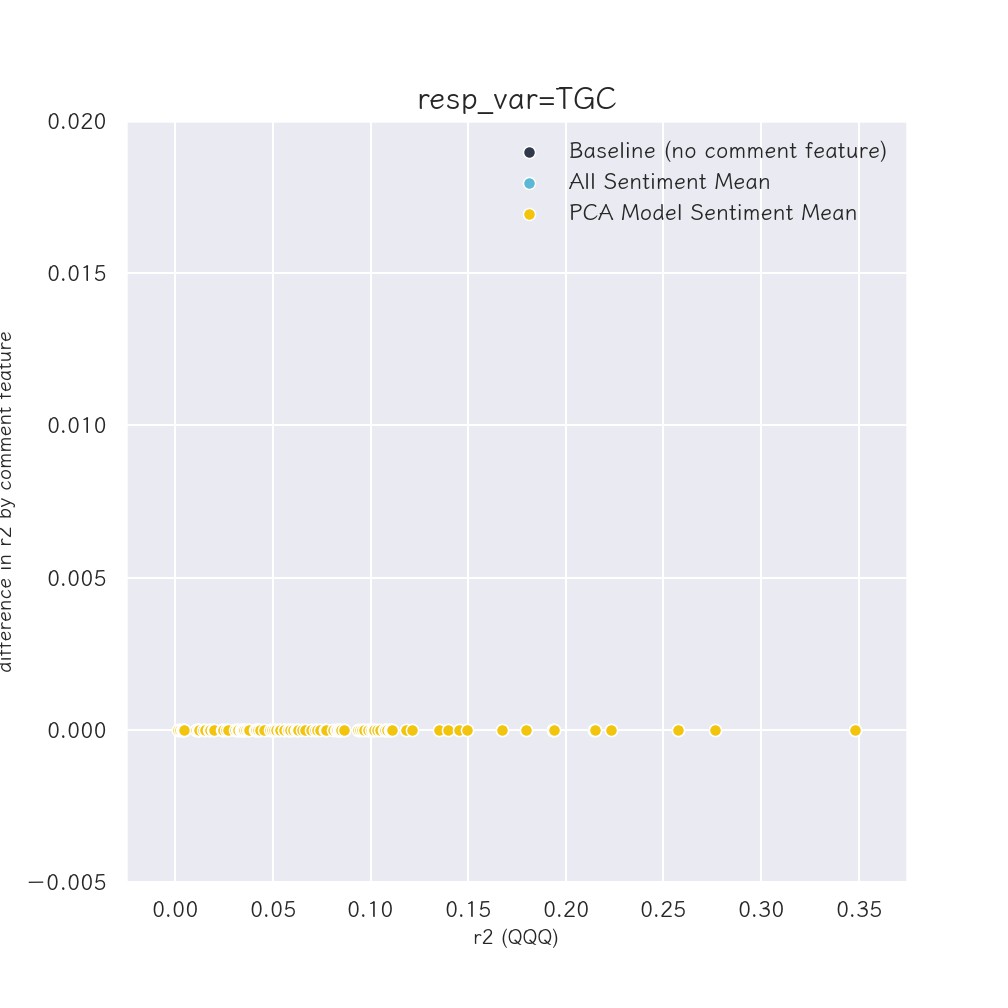 resp_var=TGC
Baseline (no comment feature)
All Sentiment Mean
PCA Model Sentiment Mean
difference in r2 by comment feature
0.020
0.015
0.010
0.005
0.000
−0.005
0.00 0.05 0.10 0.15 0.20 0.25 0.30 0.35
r2 (QQQ)